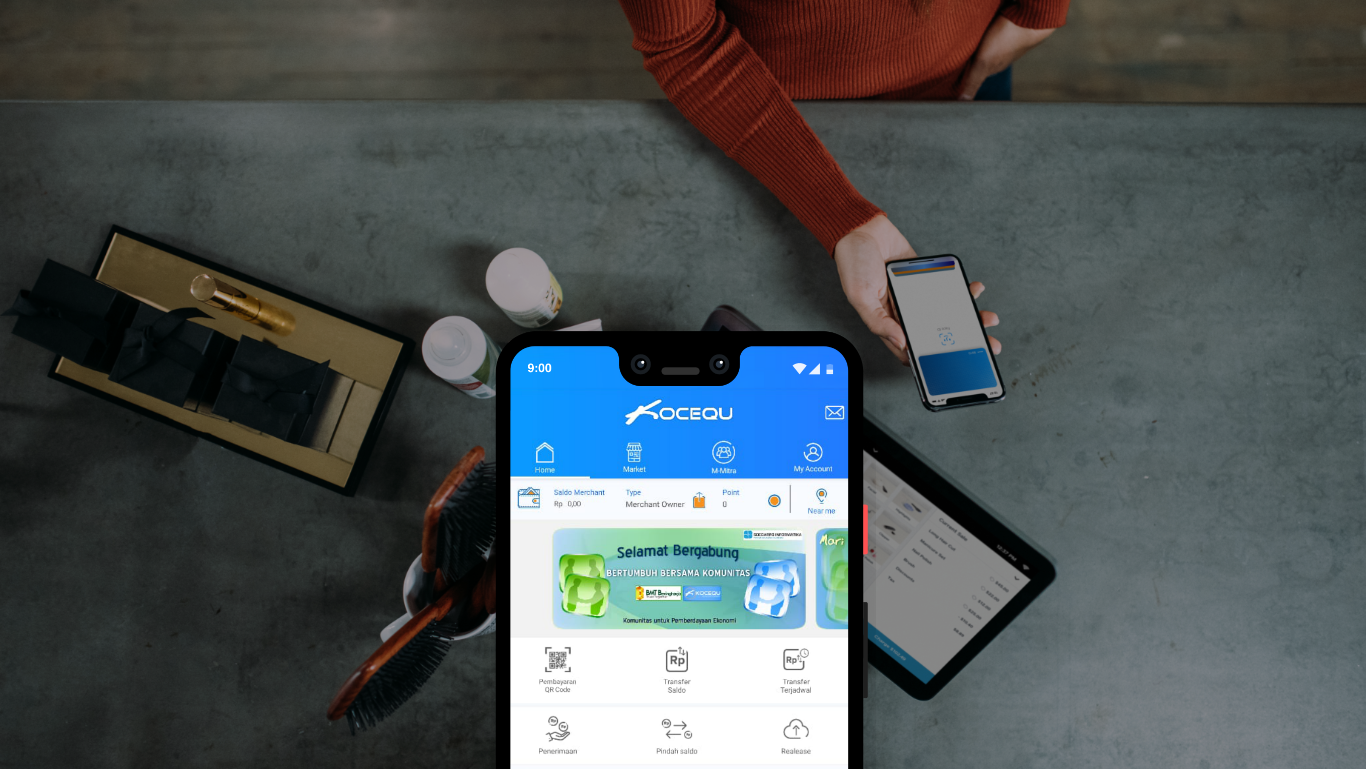 9:00
KOCEQU
Home
Market
M-Mitra
My Account
Saldo Merchant
Rp 0,00
Type
Merchant Owner
Point
0
Near me
Selamat Bergabung
BERTUMBUH BERSAMA KOMUNITAS
KOCEQU
Komunitas untuk Pemberdayaan Ekonomi
Mari
Pembayaran
QR Code
Transfer
Saldo
Transfer
Terjadwal
Penerimaan
Pindah saldo
Realease
Current Sale